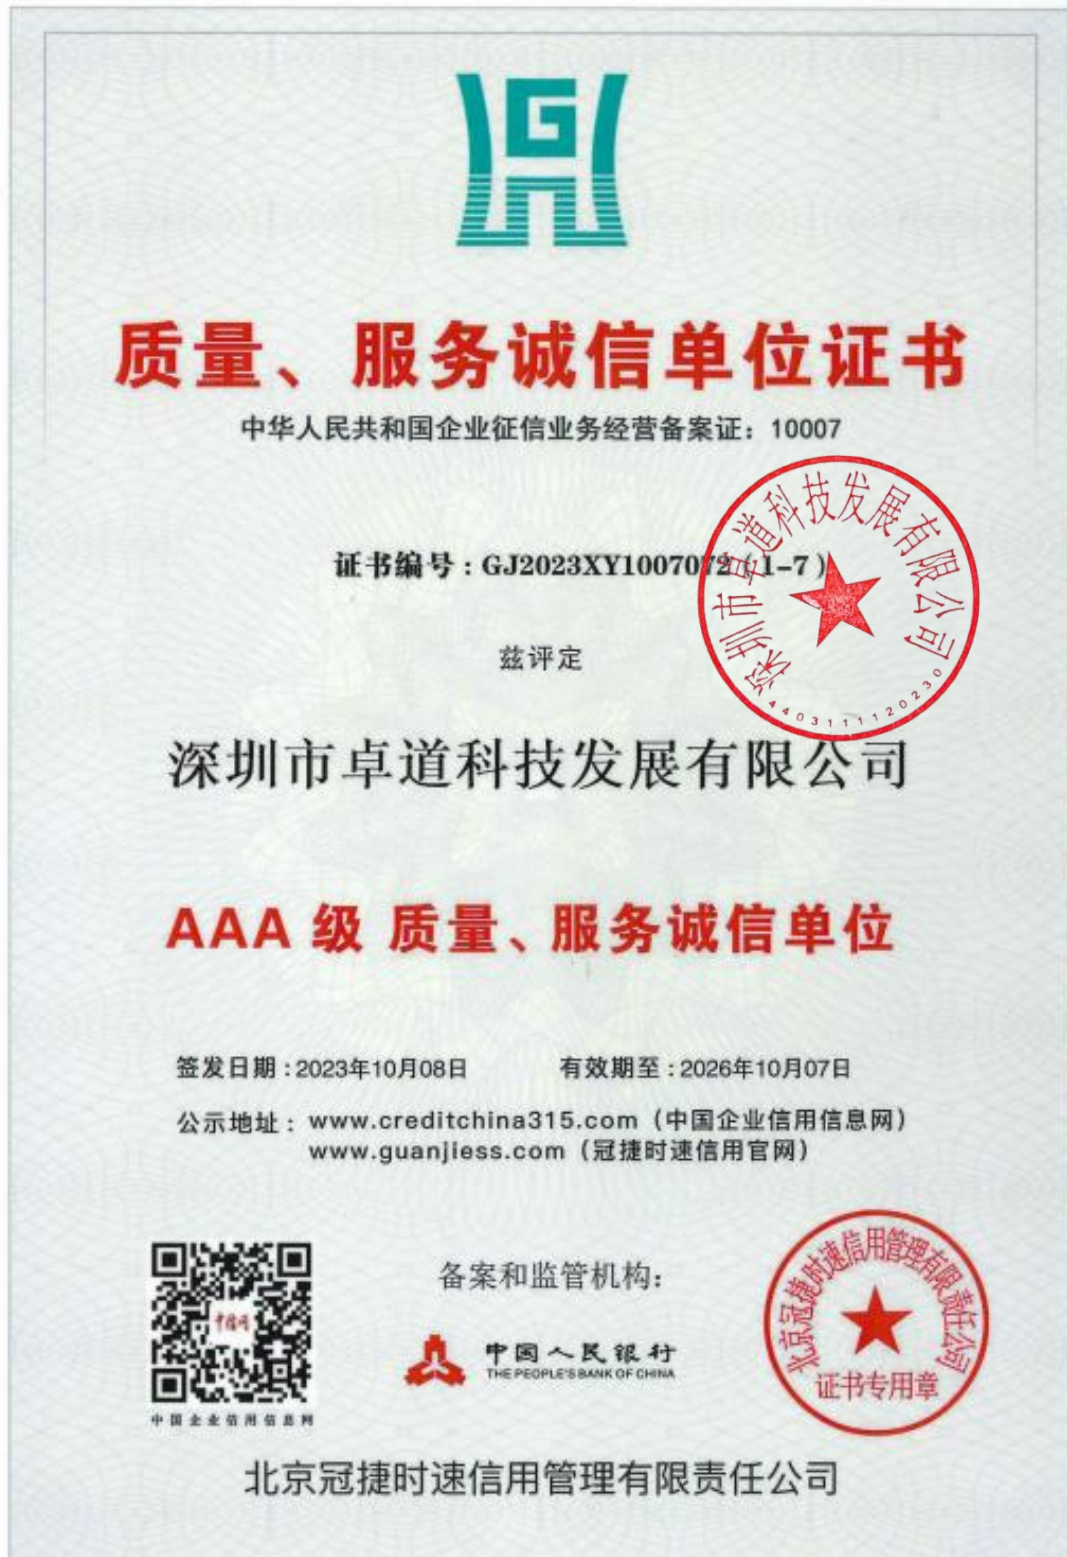 质量、服务诚信单位证书
中华人民共和国企业征信业务经营备案证：10007
证书编号：GJ2023XY1007072（1-7）
深圳市卓道科技发展有限公司
4403111120230
兹评定
深圳市卓道科技发展有限公司
AAA 级 质量、服务诚信单位
签发日期：2023年10月08日 有效期至：2026年10月07日
公示地址：www.creditchina315.com（中国企业信用信息网）
www.guanjiess.com（冠捷时速信用官网）
中信网
中国企业信用信息网
备案和监管机构：
中国人民银行
THE PEOPLE'S BANK OF CHINA
北京冠捷时速信用管理有限责任公司
证书专用章
北京冠捷时速信用管理有限责任公司